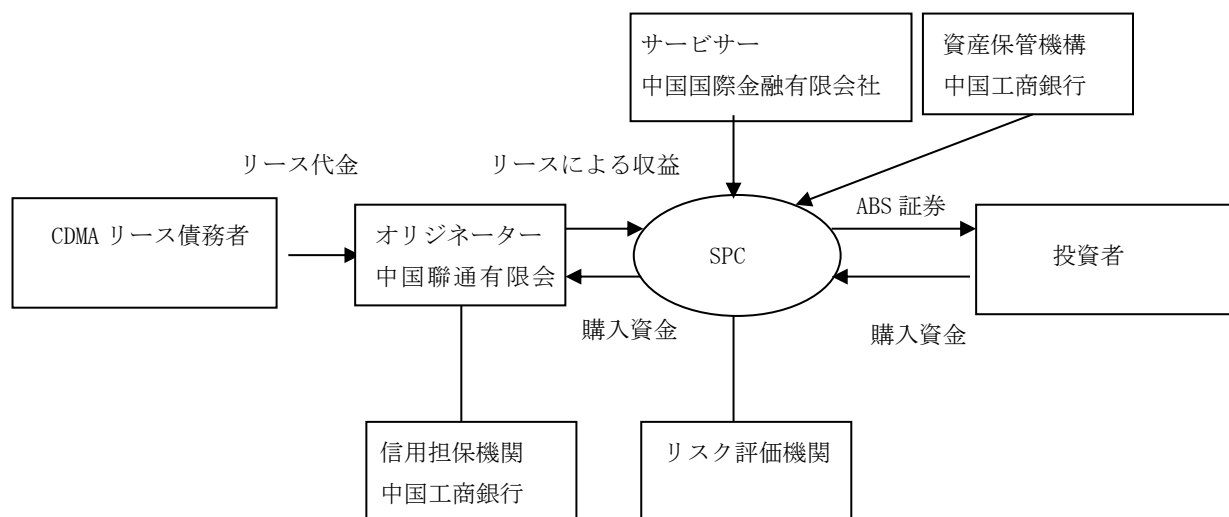 サービサー
中国国際金融有限会社
資産保管機構
中国工商銀行
リース代金
リースによる収益
ABS 証券
CDMA リース債務者
オリジネーター
中国聯通有限会
SPC
投資者
購入資金
購入資金
信用担保機関
中国工商銀行
リスク評価機関